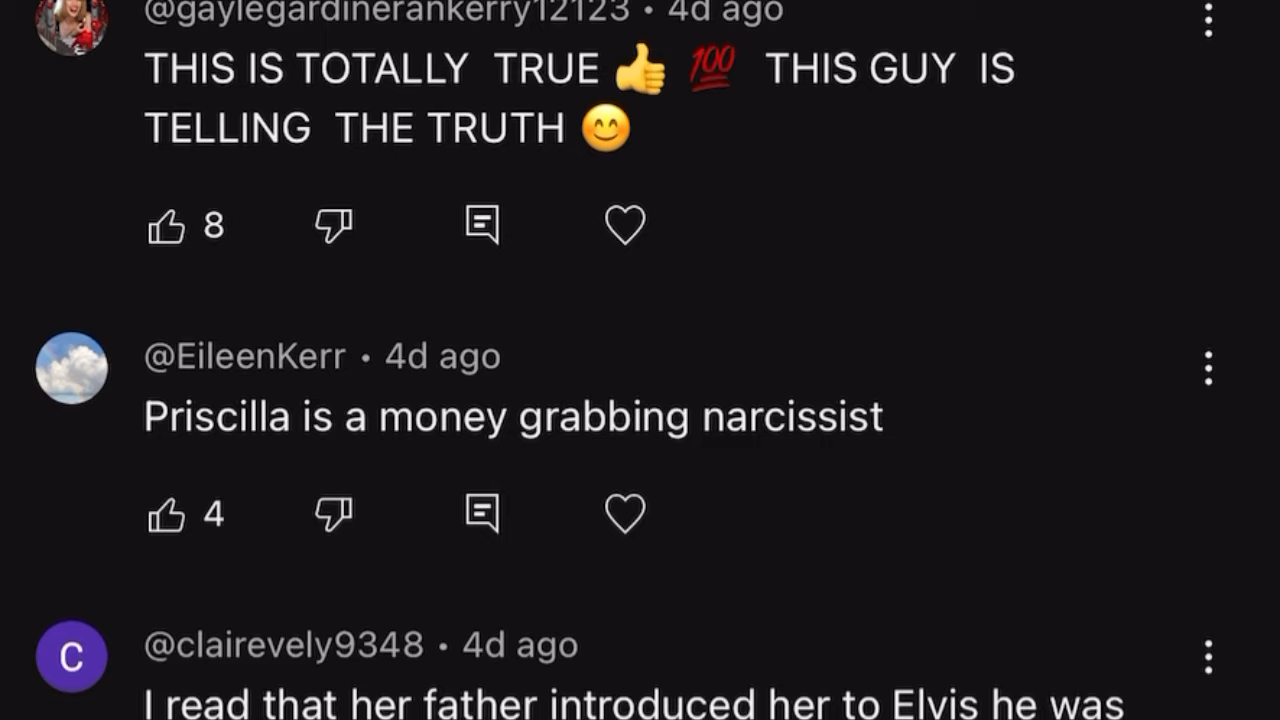 @gaylegardinerankerry12123 • 4d ago
THIS IS TOTALLY TRUE 👍 💯 THIS GUY IS
TELLING THE TRUTH 😊
8
@EileenKerr • 4d ago
Priscilla is a money grabbing narcissist
4
C
@clairevely9348 • 4d ago
I read that her father introduced her to Elvis he was